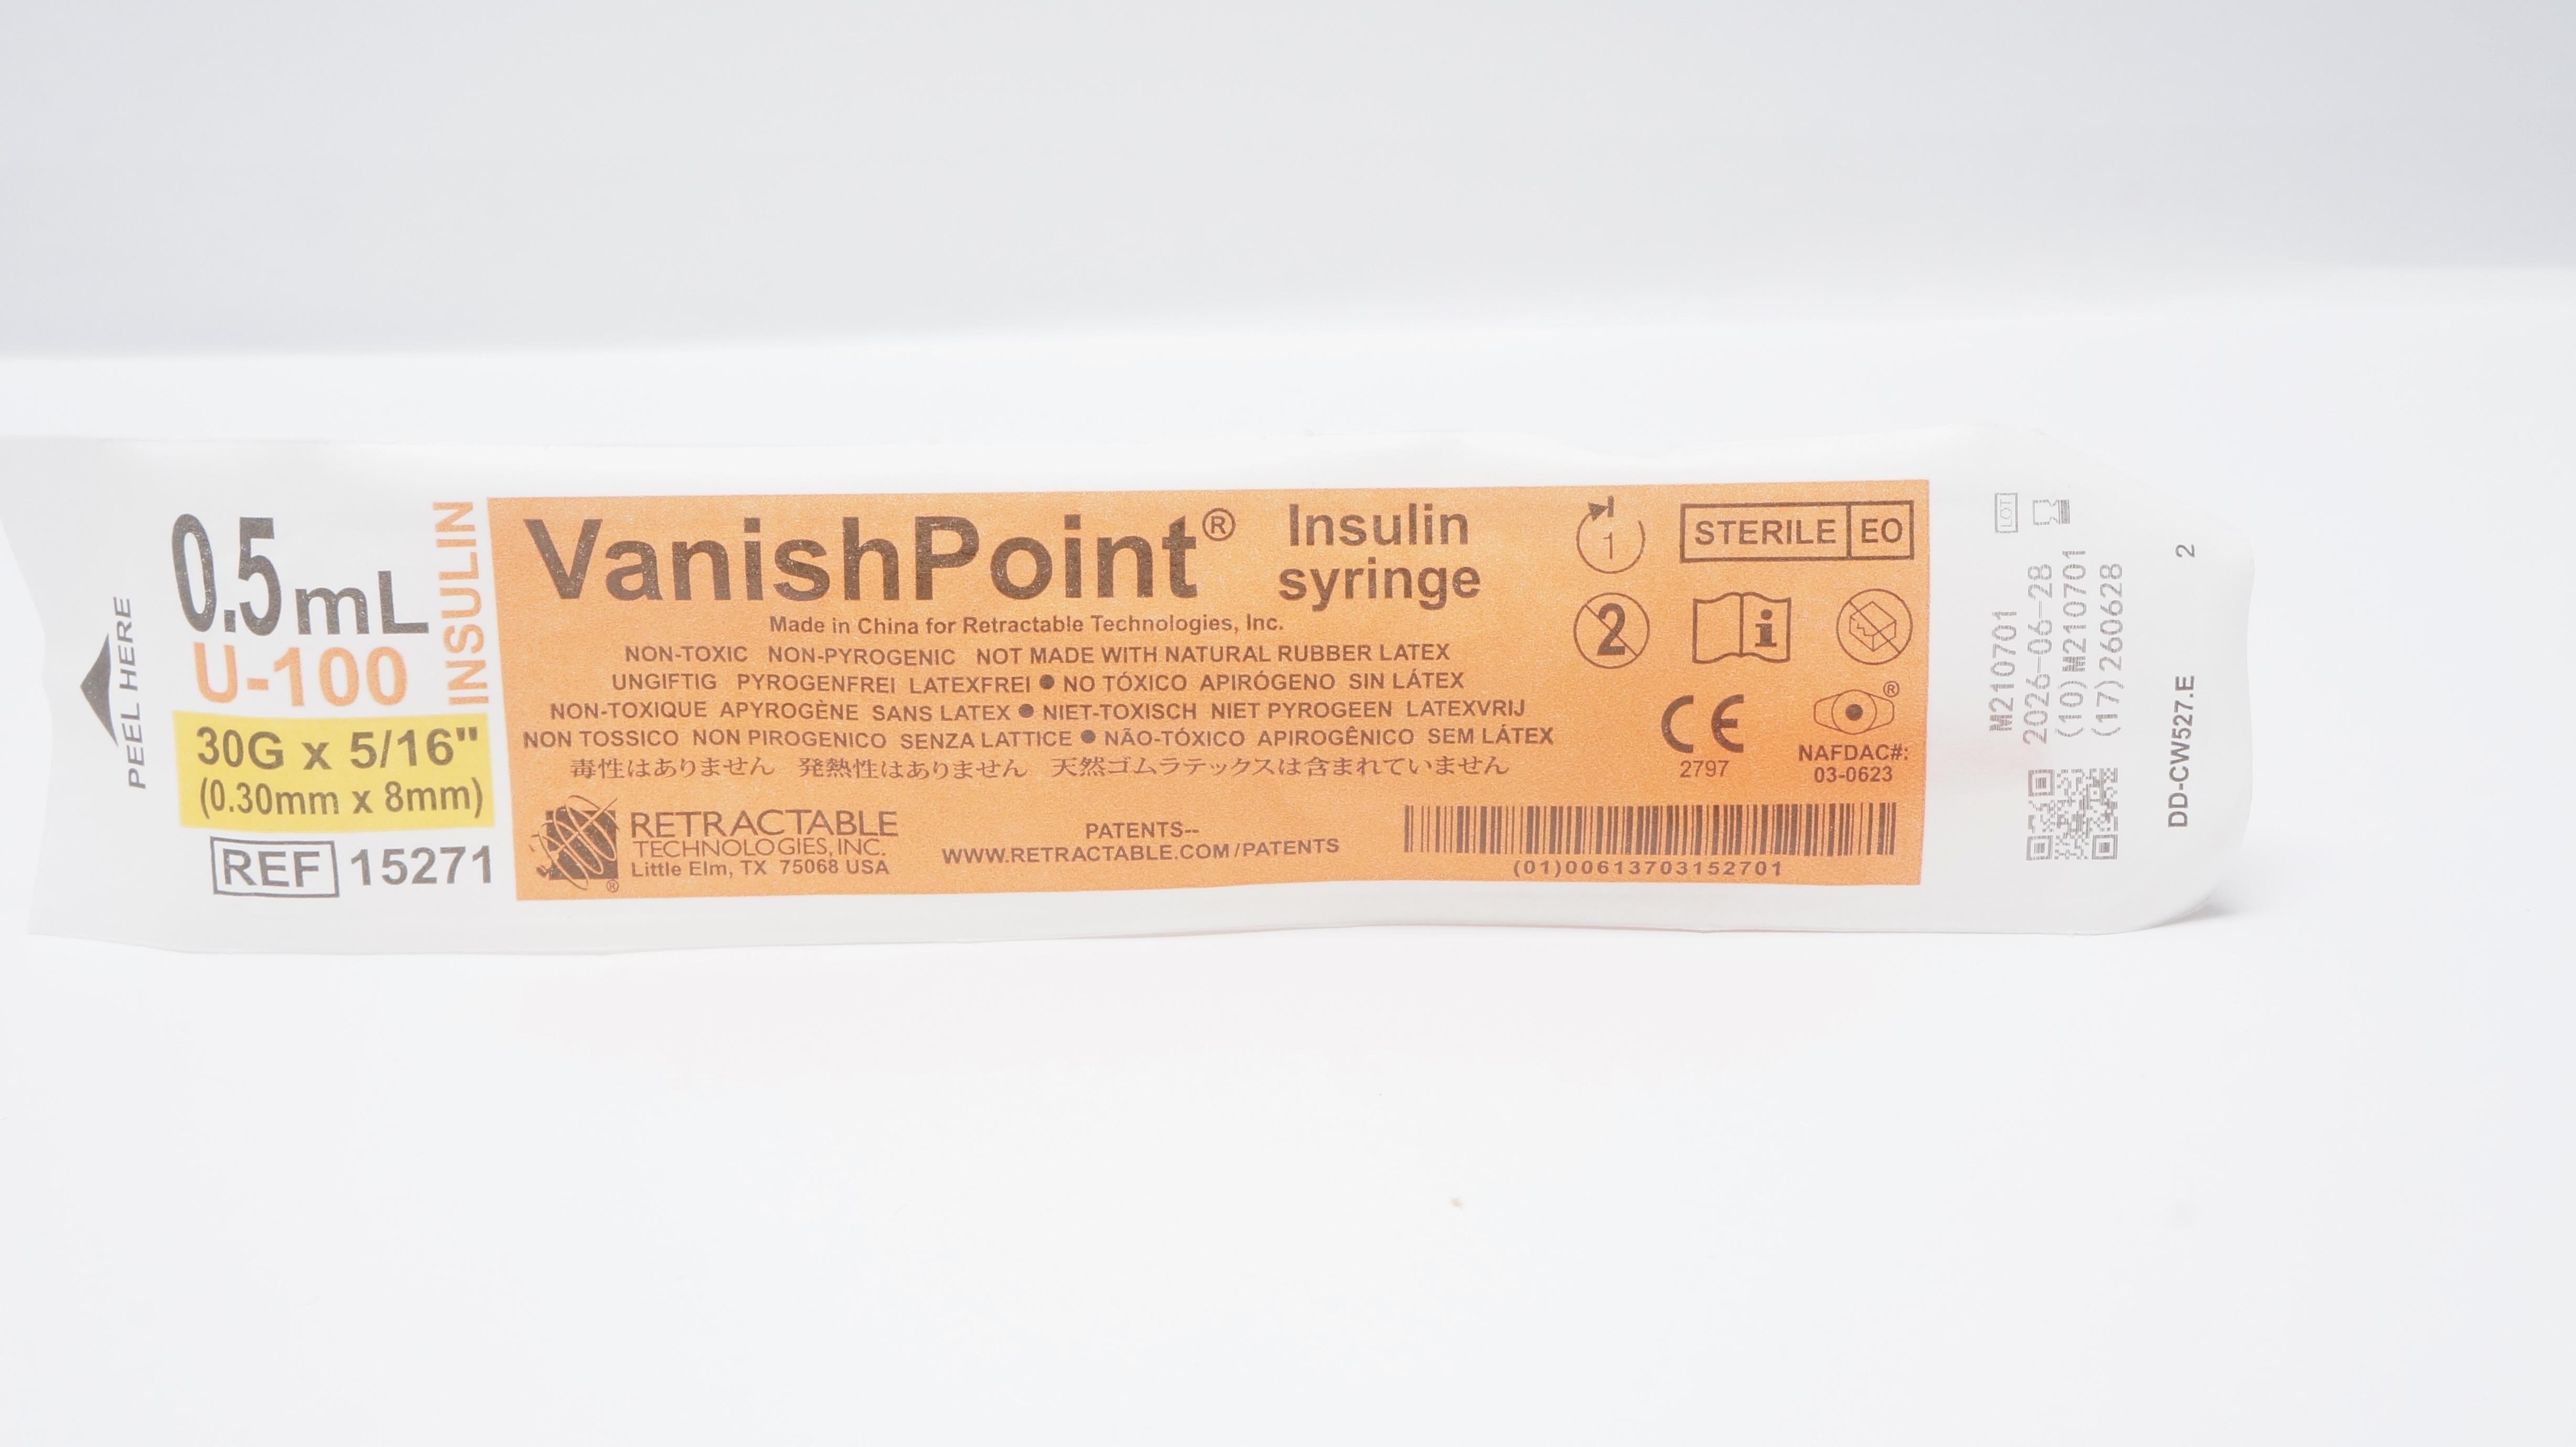 PEEL HERE
0.5 mL
U-100
INSULIN
30G x 5/16"
(0.30mm x 8mm)
REF 15271
VanishPoint® Insulin syringe
Made in China for Retractable Technologies, Inc.
NON-TOXIC NON-PYROGENIC NOT MADE WITH NATURAL RUBBER LATEX
UNGIFTIG PYROGENFREI LATEXFREI ● NO TÓXICO APIRÓGENO SIN LÁTEX
NON-TOXIQUE APYROGÈNE SANS LATEX ● NIET-TOXISCH NIET PYROGEEN LATEXVRIJ
NON TOSSICO NON PIROGENICO SENZA LATTICE ● NÃO-TÓXICO APIROGÊNICO SEM LÁTEX
毒性はありません 発熱性はありません 天然ゴムラテックスは含まれていません
RETRACTABLE
TECHNOLOGIES, INC.
Little Elm, TX 75068 USA
®
PATENTS--
WWW.RETRACTABLE.COM/PATENTS
1
STERILE EO
2
i
CE
2797
®
NAFDAC#:
03-0623
(01)00613703152701
LOT M210701
2026-06-28
(10)M210701
(17)260628
DD-CW527.E 2